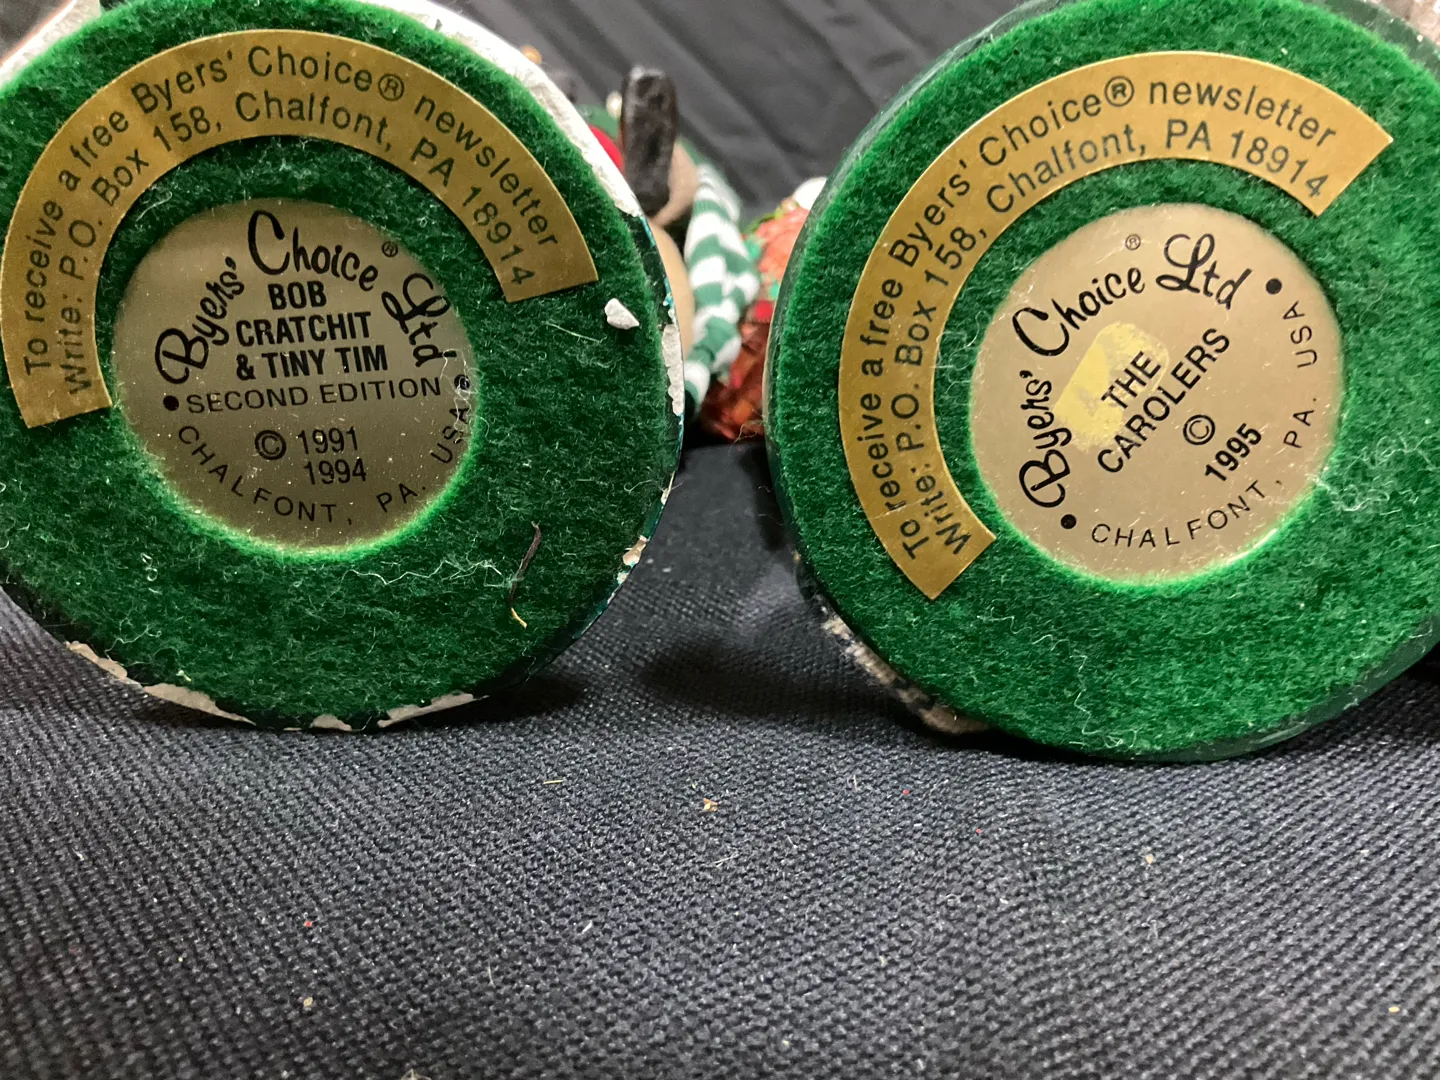 To receive a free Byers' Choice® newsletter
Write: P.O. Box 158, Chalfont, PA 18914
Byers' Choice® Ltd
BOB
CRATCHIT
& TINY TIM
SECOND EDITION
© 1991
1994
CHALFONT, PA. USA
To receive a free Byers' Choice® newsletter
Write: P.O. Box 158, Chalfont, PA 18914
Byers' Choice® Ltd
THE
CAROLERS
©
1995
CHALFONT, PA. USA